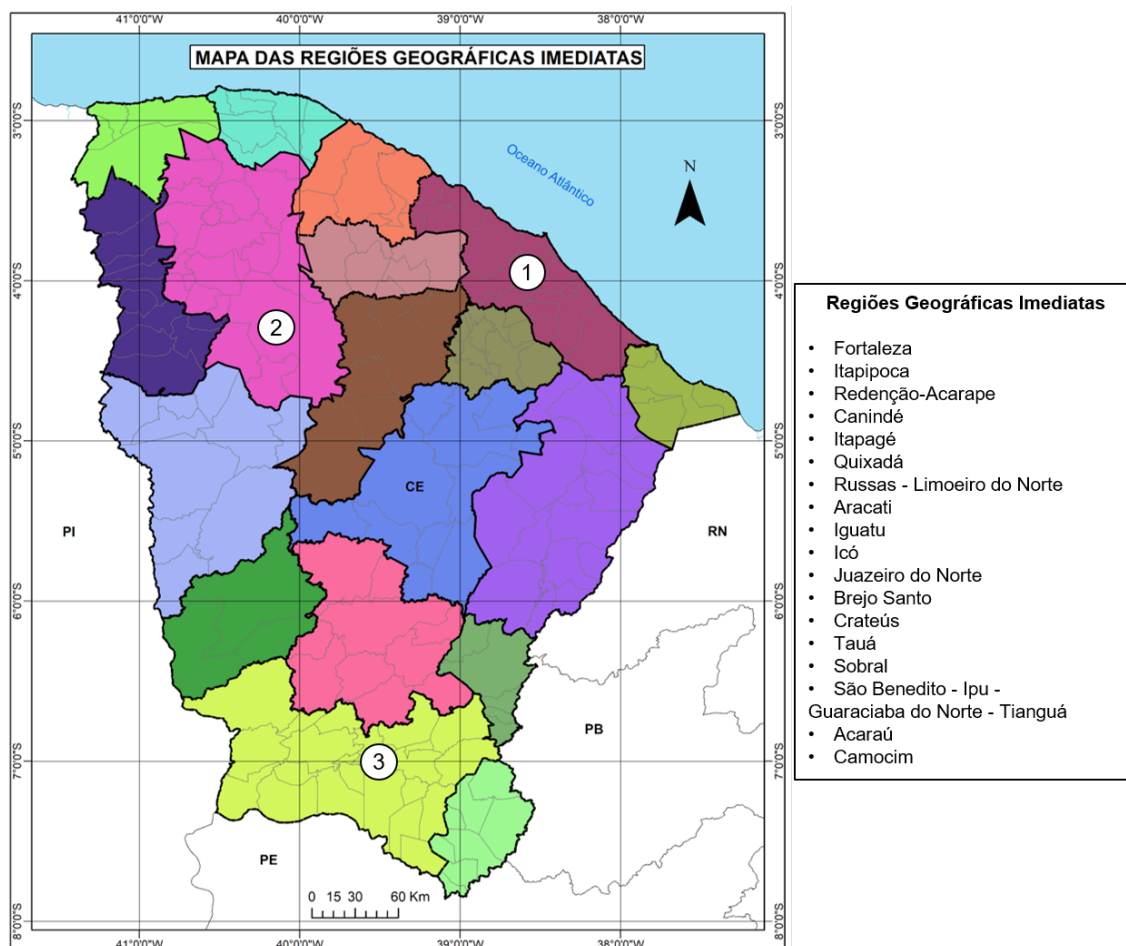 41°0'0"W 40°0'0"W 39°0'0"W 38°0'0"W
MAPA DAS REGIÕES GEOGRÁFICAS IMEDIATAS
3°0'0"S 3°0'0"S
Oceano Atlântico
N
1
4°0'0"S 4°0'0"S
2
5°0'0"S 5°0'0"S
CE
PI
RN
6°0'0"S 6°0'0"S
PB
7°0'0"S 3 7°0'0"S
PE
0 15 30 60 Km
8°0'0"S 8°0'0"S
41°0'0"W 40°0'0"W 39°0'0"W 38°0'0"W
Regiões Geográficas Imediatas
• Fortaleza
• Itapipoca
• Redenção-Acarape
• Canindé
• Itapagé
• Quixadá
• Russas - Limoeiro do Norte
• Aracati
• Iguatu
• Icó
• Juazeiro do Norte
• Brejo Santo
• Crateús
• Tauá
• Sobral
• São Benedito - Ipu -
Guaraciaba do Norte - Tianguá
• Acaraú
• Camocim